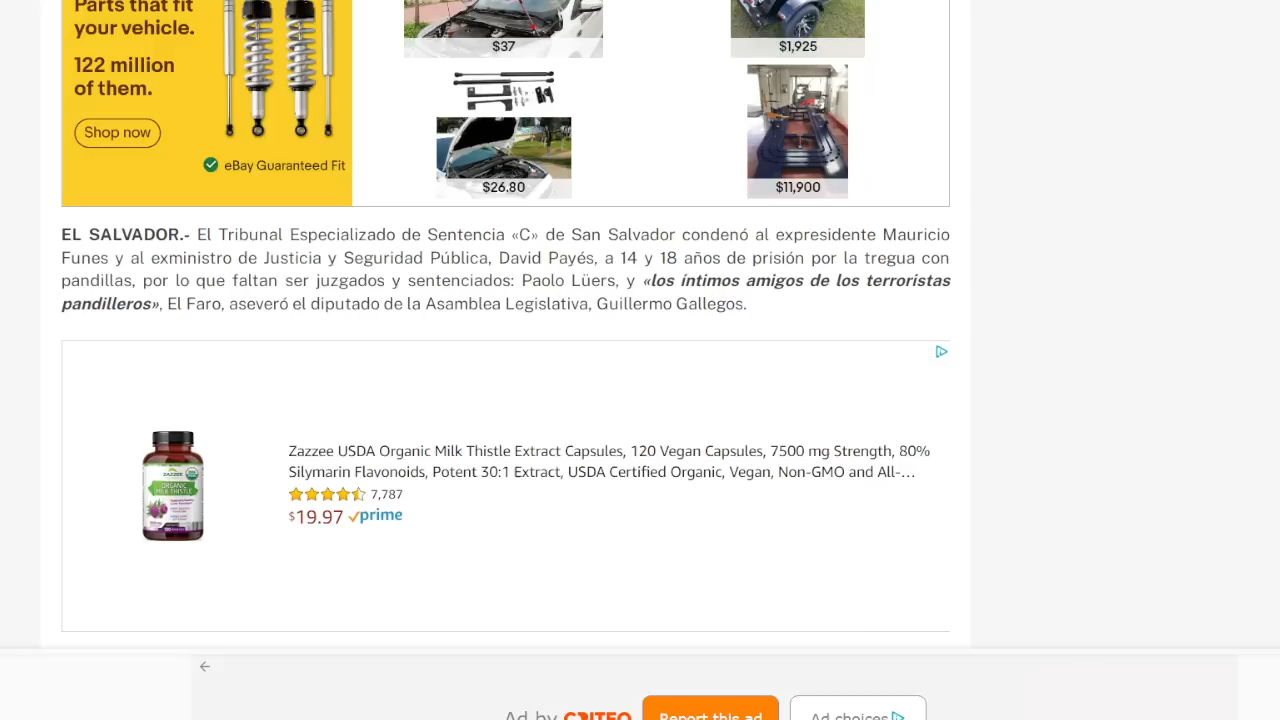 Parts that fit
your vehicle.
122 million
of them.
Shop now
eBay Guaranteed Fit
$37
$1,925
$26.80
$11,900
EL SALVADOR.- El Tribunal Especializado de Sentencia «C» de San Salvador condenó al expresidente Mauricio
Funes y al exministro de Justicia y Seguridad Pública, David Payés, a 14 y 18 años de prisión por la tregua con
pandillas, por lo que faltan ser juzgados y sentenciados: Paolo Lüers, y «los íntimos amigos de los terroristas
pandilleros», El Faro, aseveró el diputado de la Asamblea Legislativa, Guillermo Gallegos.
ZAZZEE
ORGANIC
MILK THISTLE
Zazzee USDA Organic Milk Thistle Extract Capsules, 120 Vegan Capsules, 7500 mg Strength, 80%
Silymarin Flavonoids, Potent 30:1 Extract, USDA Certified Organic, Vegan, Non-GMO and All-...
7,787
$19.97 prime
Ad by CRITEO
Report this ad
Ad choices